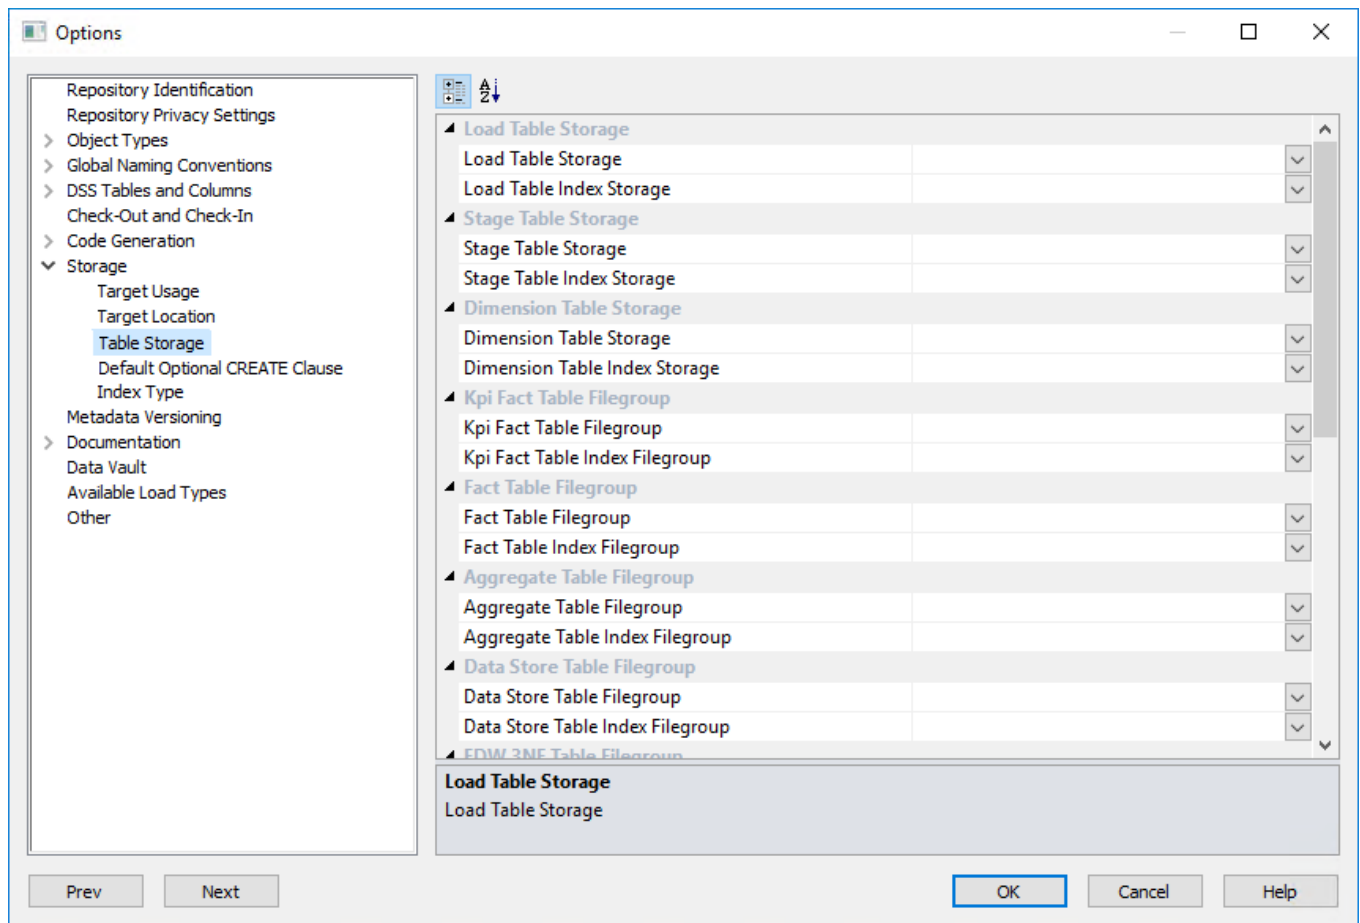 Options
Repository Identification
Repository Privacy Settings
Object Types
Global Naming Conventions
DSS Tables and Columns
Check-Out and Check-In
Code Generation
Storage
Target Usage
Target Location
Table Storage
Default Optional CREATE Clause
Index Type
Metadata Versioning
Documentation
Data Vault
Available Load Types
Other
Load Table Storage
Load Table Storage
Load Table Index Storage
Stage Table Storage
Stage Table Storage
Stage Table Index Storage
Dimension Table Storage
Dimension Table Storage
Dimension Table Index Storage
Kpi Fact Table Filegroup
Kpi Fact Table Filegroup
Kpi Fact Table Index Filegroup
Fact Table Filegroup
Fact Table Filegroup
Fact Table Index Filegroup
Aggregate Table Filegroup
Aggregate Table Filegroup
Aggregate Table Index Filegroup
Data Store Table Filegroup
Data Store Table Filegroup
Data Store Table Index Filegroup
EDW 3NF Table Filegroup
Load Table Storage
Load Table Storage
Prev Next OK Cancel Help